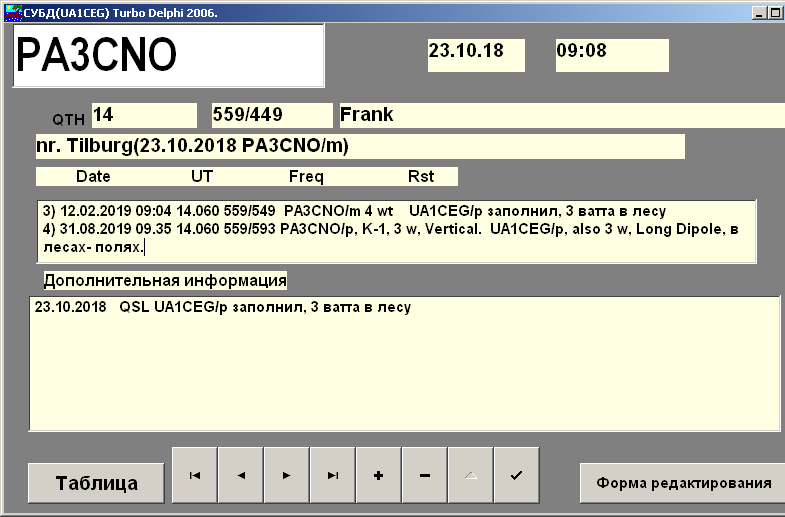 СУБД(UA1CEG) Turbo Delphi 2006.
PA3CNO 23.10.18 09:08
QTH 14 559/449 Frank
nr. Tilburg(23.10.2018 PA3CNO/m)
Date UT Freq Rst
3) 12.02.2019 09:04 14.060 559/549 PA3CNO/m 4 wt UA1CEG/p заполнил, 3 ватта в лесу
4) 31.08.2019 09.35 14.060 559/593 PA3CNO/p, K-1, 3 w, Vertical. UA1CEG/p, also 3 w, Long Dipole, в
лесах- полях.
Дополнительная информация
23.10.2018 QSL UA1CEG/p заполнил, 3 ватта в лесу
Таблица Форма редактирования